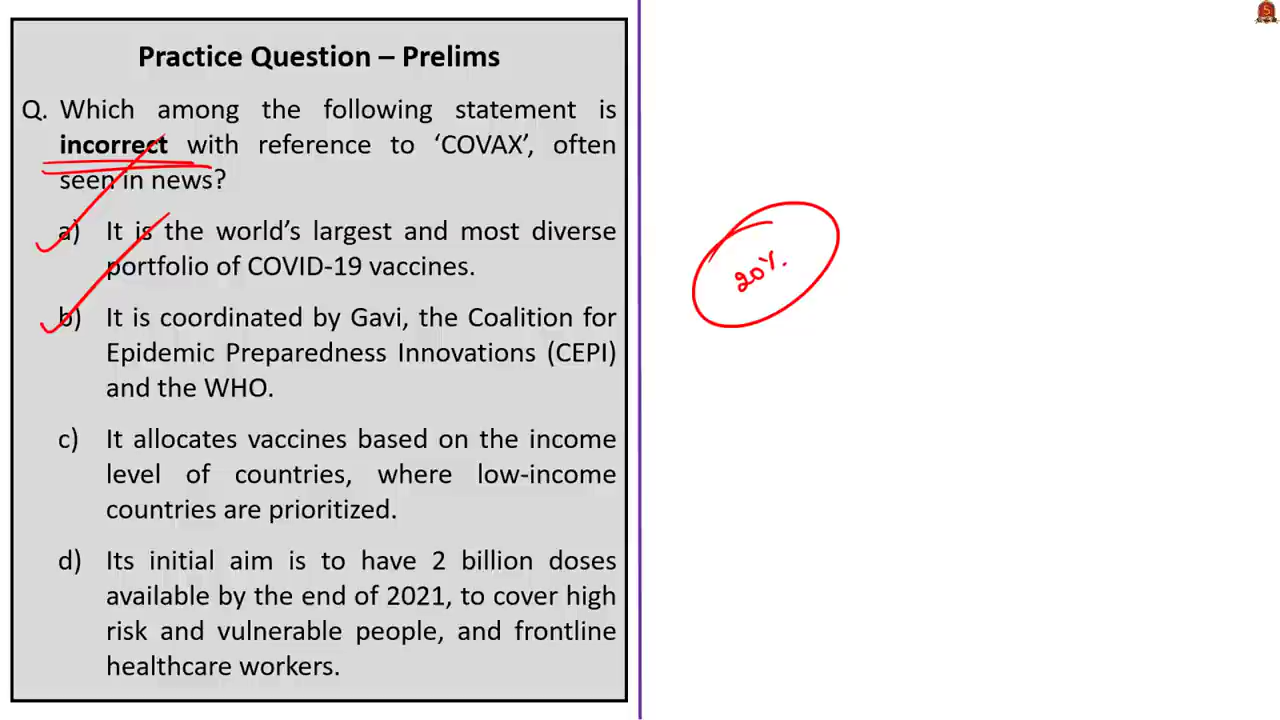 Practice Question – Prelims
Q. Which among the following statement is
incorrect with reference to ‘COVAX’, often
seen in news?
a) It is the world’s largest and most diverse
portfolio of COVID-19 vaccines.
b) It is coordinated by Gavi, the Coalition for
Epidemic Preparedness Innovations (CEPI)
and the WHO.
c) It allocates vaccines based on the income
level of countries, where low-income
countries are prioritized.
d) Its initial aim is to have 2 billion doses
available by the end of 2021, to cover high
risk and vulnerable people, and frontline
healthcare workers.
20%.
S